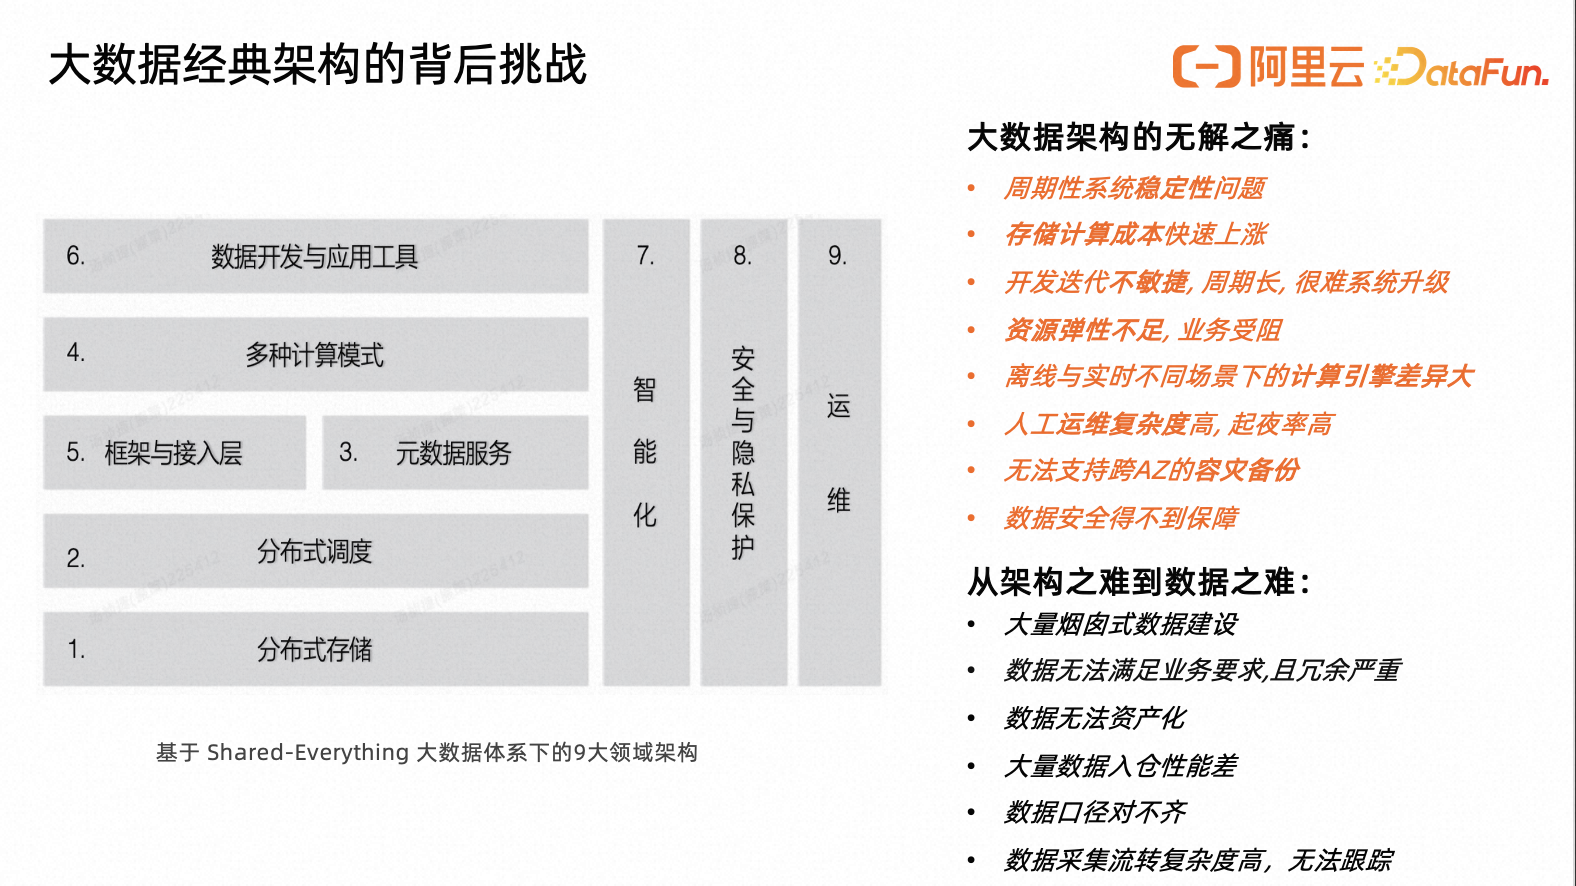 大数据经典架构的背后挑战
阿里云 DataFun.
6. 数据开发与应用工具
4. 多种计算模式
5. 框架与接入层
3. 元数据服务
2. 分布式调度
1. 分布式存储
7.
智
能
化
8.
安
全
与
隐
私
保
护
9.
运
维
基于 Shared-Everything 大数据体系下的9大领域架构
大数据架构的无解之痛：
• 周期性系统稳定性问题
• 存储计算成本快速上涨
• 开发迭代不敏捷, 周期长, 很难系统升级
• 资源弹性不足, 业务受阻
• 离线与实时不同场景下的计算引擎差异大
• 人工运维复杂度高, 起夜率高
• 无法支持跨AZ的容灾备份
• 数据安全得不到保障
从架构之难到数据之难：
• 大量烟囱式数据建设
• 数据无法满足业务要求,且冗余严重
• 数据无法资产化
• 大量数据入仓性能差
• 数据口径对不齐
• 数据采集流转复杂度高，无法跟踪